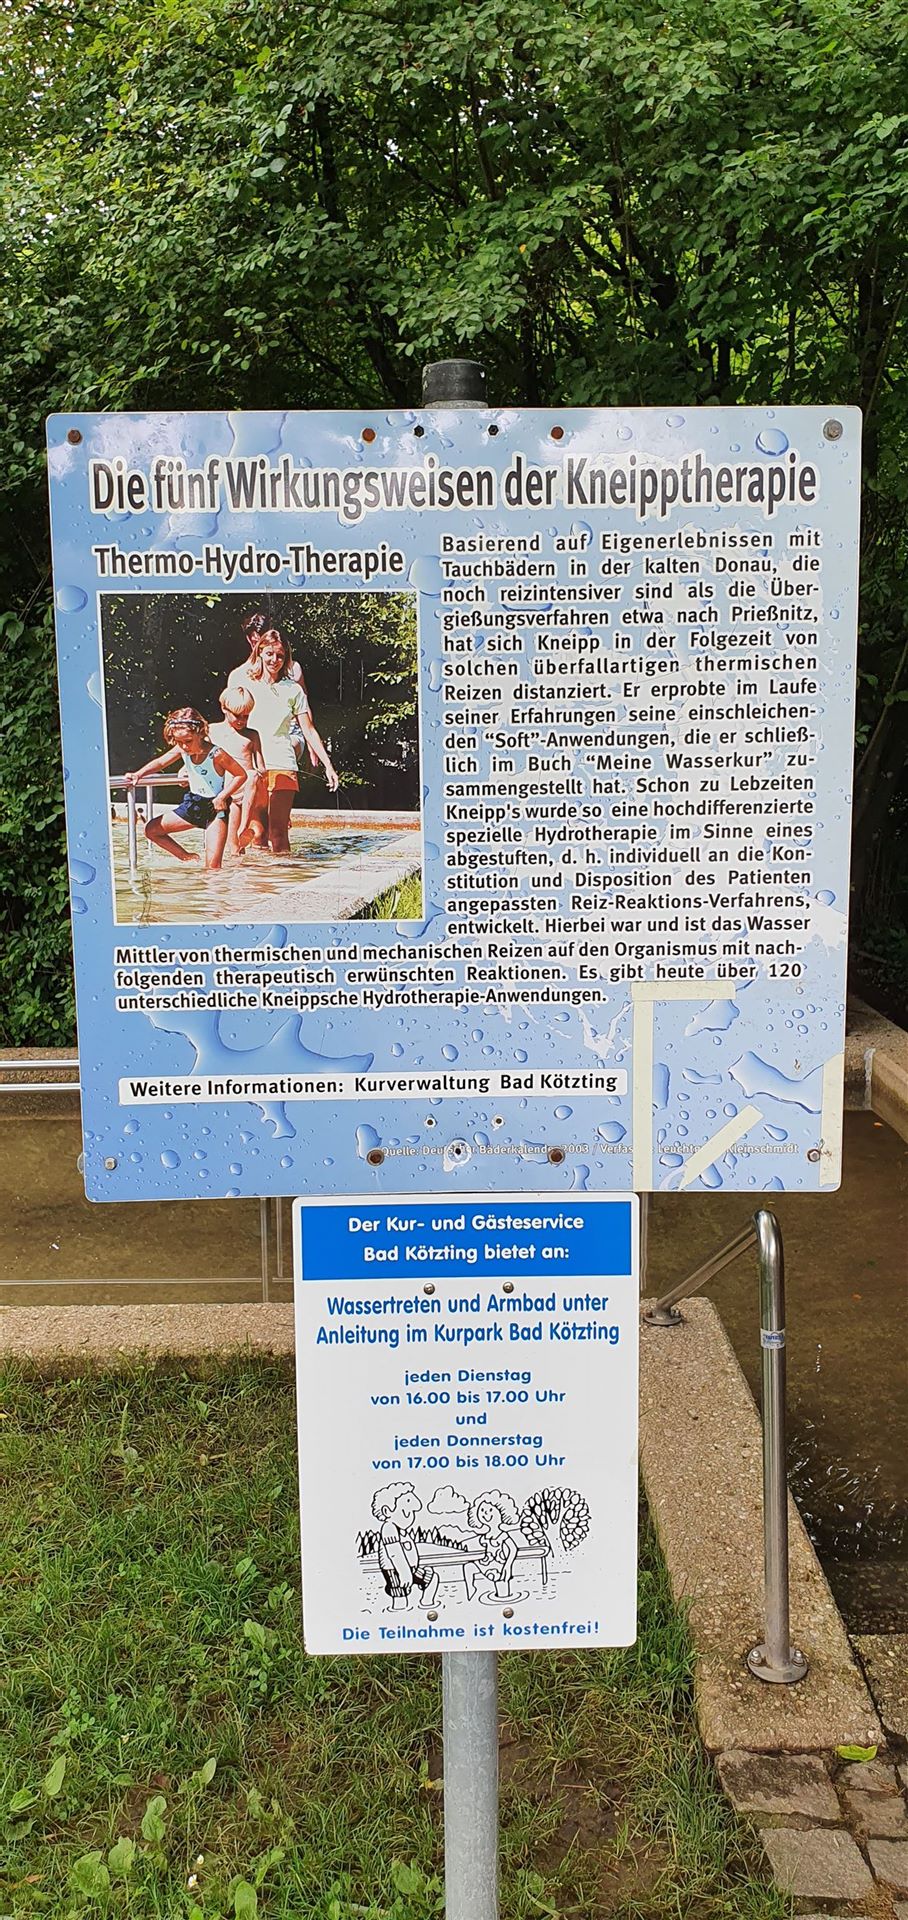 Die fünf Wirkungsweisen der Kneipptherapie
Thermo-Hydro-Therapie
Basierend auf Eigenerlebnissen mit
Tauchbädern in der kalten Donau, die
noch reizintensiver sind als die Über-
gießungsverfahren etwa nach Prießnitz,
hat sich Kneipp in der Folgezeit von
solchen überfallartigen thermischen
Reizen distanziert. Er erprobte im Laufe
seiner Erfahrungen seine einschleichen-
den “Soft”-Anwendungen, die er schließ-
lich im Buch “Meine Wasserkur” zu-
sammengestellt hat. Schon zu Lebzeiten
Kneipp's wurde so eine hochdifferenzierte
spezielle Hydrotherapie im Sinne eines
abgestuften, d. h. individuell an die Kon-
stitution und Disposition des Patienten
angepassten Reiz-Reaktions-Verfahrens,
entwickelt. Hierbei war und ist das Wasser
Mittler von thermischen und mechanischen Reizen auf den Organismus mit nach-
folgenden therapeutisch erwünschten Reaktionen. Es gibt heute über 120
unterschiedliche Kneippsche Hydrotherapie-Anwendungen.
Weitere Informationen: Kurverwaltung Bad Kötzting
Quelle: Bäderkalender 2003 / Kleinschmidt
Der Kur- und Gästeservice
Bad Kötzting bietet an:
Wassertreten und Armbad unter
Anleitung im Kurpark Bad Kötzting
jeden Dienstag
von 16.00 bis 17.00 Uhr
und
jeden Donnerstag
von 17.00 bis 18.00 Uhr
Die Teilnahme ist kostenfrei!